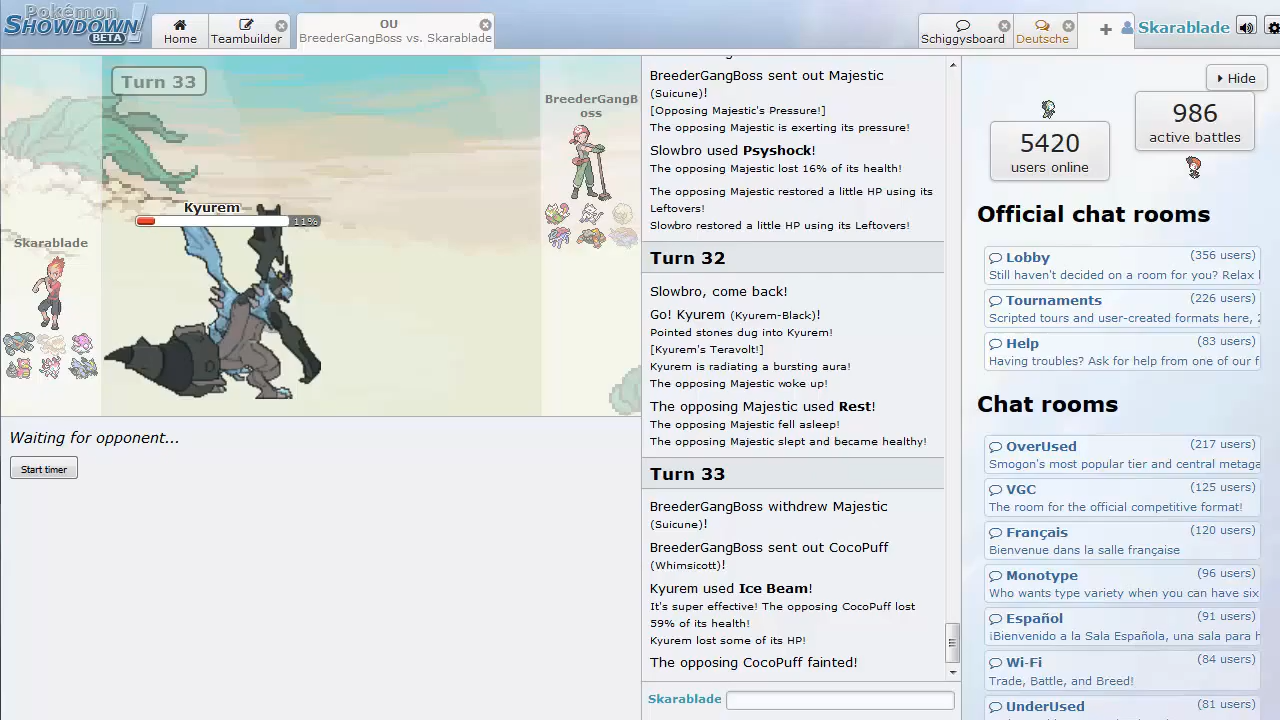 Pokémon
SHOWDOWN!
BETA
Home
Teambuilder
OU
BreederGangBoss vs. Skarablade
Schiggysboard
Deutsche
Skarablade
Turn 33
BreederGangB
oss
Kyurem
11%
Skarablade
Waiting for opponent...
Start timer
BreederGangBoss sent out Majestic
(Suicune)!
[Opposing Majestic's Pressure!]
The opposing Majestic is exerting its pressure!
Slowbro used Psyshock!
The opposing Majestic lost 16% of its health!
The opposing Majestic restored a little HP using its
Leftovers!
Slowbro restored a little HP using its Leftovers!
Turn 32
Slowbro, come back!
Go! Kyurem (Kyurem-Black)!
Pointed stones dug into Kyurem!
[Kyurem's Teravolt!]
Kyurem is radiating a bursting aura!
The opposing Majestic woke up!
The opposing Majestic used Rest!
The opposing Majestic fell asleep!
The opposing Majestic slept and became healthy!
Turn 33
BreederGangBoss withdrew Majestic
(Suicune)!
BreederGangBoss sent out CocoPuff
(Whimsicott)!
Kyurem used Ice Beam!
It's super effective! The opposing CocoPuff lost
59% of its health!
Kyurem lost some of its HP!
The opposing CocoPuff fainted!
Skarablade
Hide
5420
users online
986
active battles
Official chat rooms
Lobby (356 users)
Still haven't decided on a room for you? Relax
Tournaments (226 users)
Scripted tours and user-created formats here,
Help (83 users)
Having troubles? Ask for help from one of our f
Chat rooms
OverUsed (217 users)
Smogon's most popular tier and central metaga
VGC (125 users)
The room for the official competitive format!
Français (120 users)
Bienvenue dans la salle française
Monotype (96 users)
Who wants type variety when you can have six
Español (91 users)
¡Bienvenido a la Sala Española, una sala para h
Wi-Fi (84 users)
Trade, Battle, and Breed!
UnderUsed (81 users)